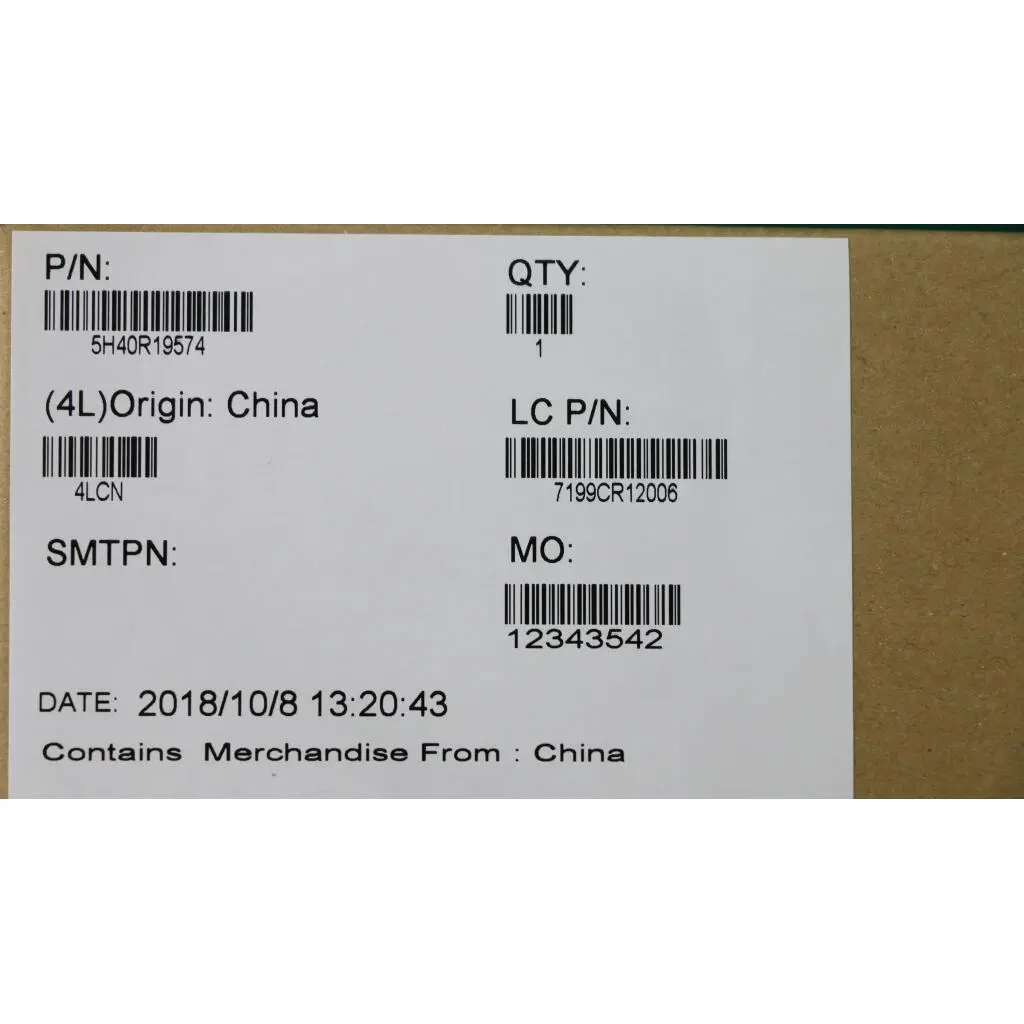 P/N:
5H40R19574
QTY:
1
(4L)Origin: China
4LCN
LC P/N:
7199CR12006
SMTPN:
MO:
12343542
DATE: 2018/10/8 13:20:43
Contains Merchandise From : China